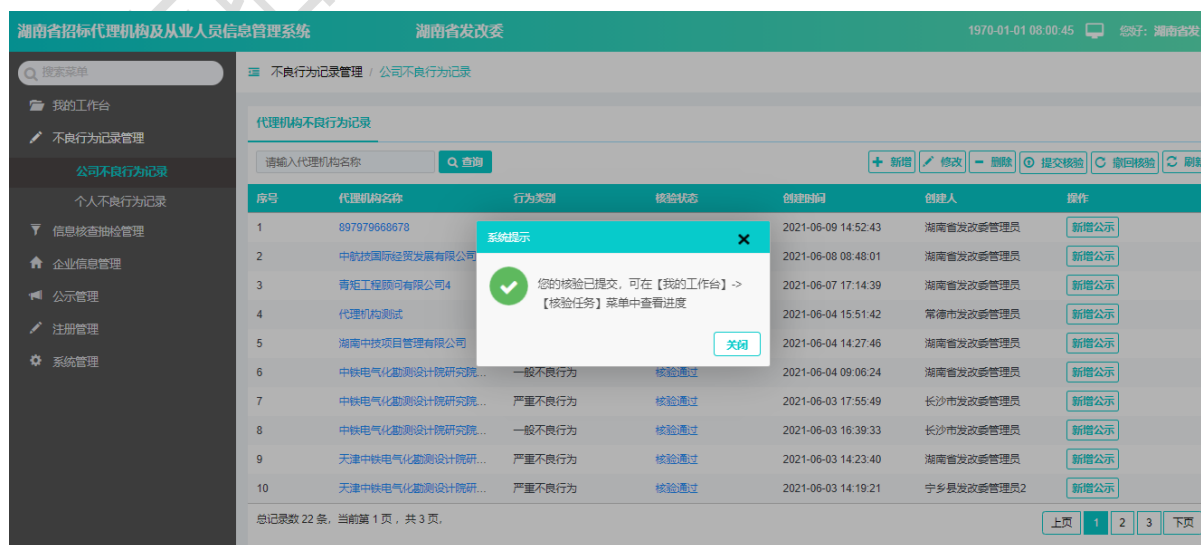 湖南省招标代理机构及从业人员信息管理系统 湖南省发改委 1970-01-01 08:00:45 您好: 湖南省发
搜索菜单
不良行为记录管理 / 公司不良行为记录
我的工作台
不良行为记录管理
公司不良行为记录
个人不良行为记录
信息核查抽检管理
企业信息管理
公示管理
注册管理
系统管理
代理机构不良行为记录
请输入代理机构名称 查询 新增 修改 删除 提交核验 撤回核验 刷新
序号 代理机构名称 行为类别 核验状态 创建时间 创建人 操作
1 897979668678 2021-06-09 14:52:43 湖南省发改委管理员 新增公示
2 中航技国际经贸发展有限公司 2021-06-08 08:48:01 湖南省发改委管理员 新增公示
3 青矩工程顾问有限公司4 2021-06-07 17:14:39 湖南省发改委管理员 新增公示
4 代理机构测试 2021-06-04 15:51:42 常德市发改委管理员 新增公示
5 湖南中技项目管理有限公司 2021-06-04 14:27:46 湖南省发改委管理员 新增公示
6 中铁电气化勘测设计院研究院... 一般不良行为 核验通过 2021-06-04 09:06:24 湖南省发改委管理员 新增公示
7 中铁电气化勘测设计院研究院... 严重不良行为 核验通过 2021-06-03 17:55:49 长沙市发改委管理员 新增公示
8 中铁电气化勘测设计院研究院... 一般不良行为 核验通过 2021-06-03 16:39:33 长沙市发改委管理员 新增公示
9 天津中铁电气化勘测设计院研... 严重不良行为 核验通过 2021-06-03 14:23:40 湖南省发改委管理员 新增公示
10 天津中铁电气化勘测设计院研... 严重不良行为 核验通过 2021-06-03 14:19:21 宁乡县发改委管理员2 新增公示
系统提示
您的核验已提交，可在【我的工作台】->
【核验任务】菜单中查看进度
关闭
总记录数 22 条，当前第 1 页 ，共 3 页， 上页 1 2 3 下页